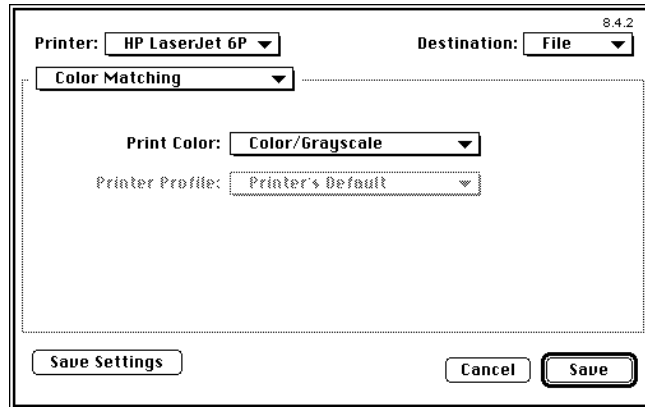 8.4.2
Printer: HP LaserJet 6P Destination: File
Color Matching
Print Color: Color/Grayscale
Printer Profile: Printer's Default
Save Settings
Cancel Save